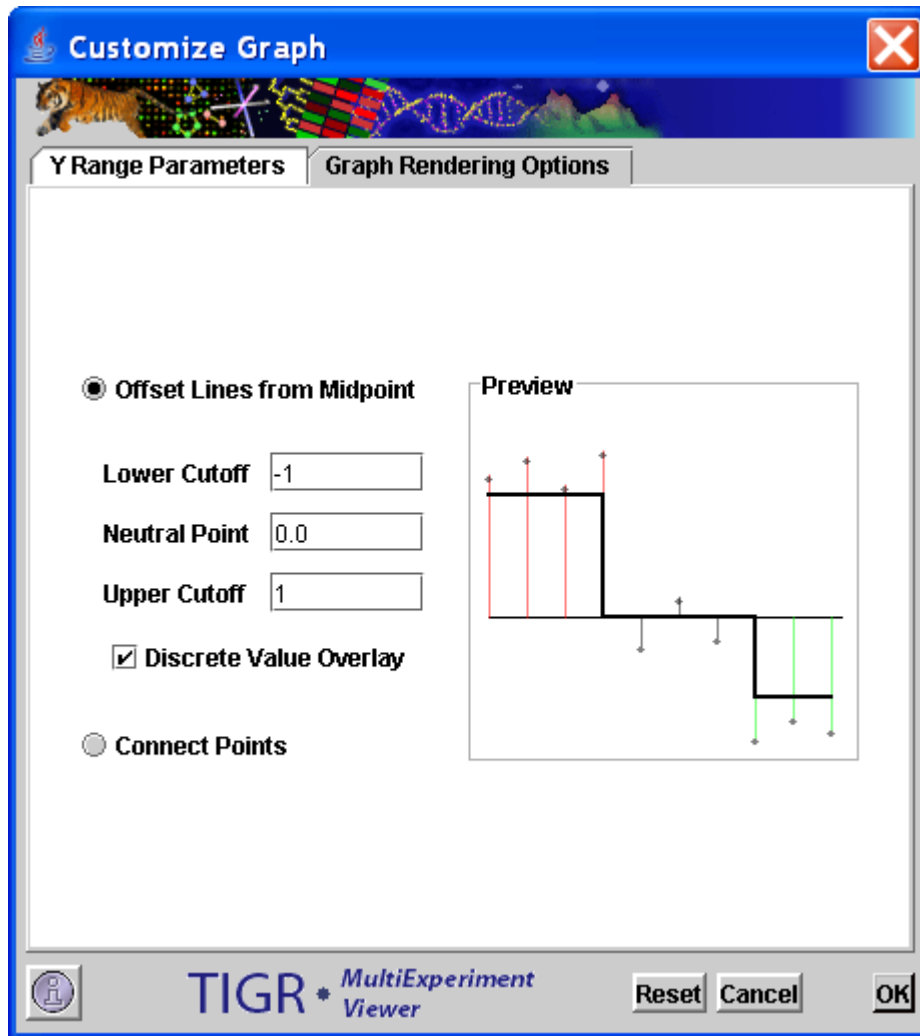 Customize Graph
Y Range Parameters
Graph Rendering Options
Offset Lines from Midpoint
Preview
Lower Cutoff -1
Neutral Point 0.0
Upper Cutoff 1
Discrete Value Overlay
Connect Points
TIGR • MultiExperiment
Viewer
Reset Cancel OK